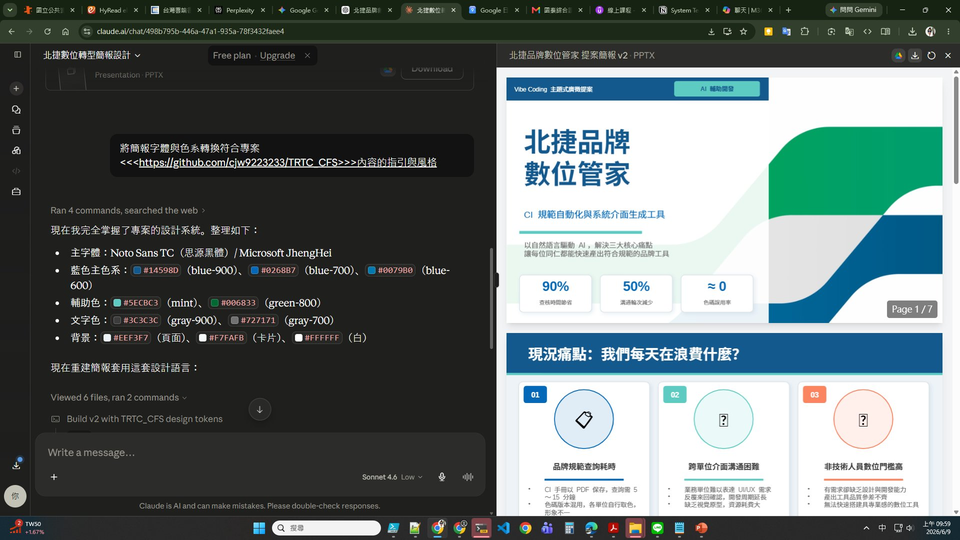 雲立公共
HyRead e
台灣雲端
Perplexity
Google G
北捷品牌
北捷數位
Google
雲基綜合
線上課程
System Te
聊天 | MS
問問 Gemini
claude.ai/chat/498b795b-446a-47a1-935a-78f3432faee4
北捷數位轉型簡報設計
Free plan · Upgrade
Presentation · PPTX
Download
將簡報字體與色系轉換符合專案
<<<https://github.com/cjw9223233/TRTC_CFS>>>內容的指引與風格
Ran 4 commands, searched the web
現在我完全掌握了專案的設計系統。整理如下：
• 主字體：Noto Sans TC（思源黑體）/ Microsoft JhengHei
• 藍色主色系：#14598D（blue-900）、#0268B7（blue-700）、#0079B0（blue-
600）
• 輔助色：#5ECBC3（mint）、#006833（green-800）
• 文字色：#3C3C3C（gray-900）、#727171（gray-700）
• 背景：#EEF3F7（頁面）、#F7FAFB（卡片）、#FFFFFF（白）
現在重建簡報套用這套設計語言：
Viewed 6 files, ran 2 commands
Build v2 with TRTC_CFS design tokens
Write a message...
Sonnet 4.6 Low
Claude is AI and can make mistakes. Please double-check responses.
你
北捷品牌數位管家 提案簡報 v2 · PPTX
Vibe Coding 主題式廣徵提案
AI 輔助開發
北捷品牌
數位管家
CI 規範自動化與系統介面生成工具
以自然語言驅動 AI，解決三大核心痛點
讓每位同仁都能快速產出符合規範的品牌工具
90%
查核時間節省
50%
溝通輪次減少
≈ 0
色碼誤用率
Page 1 / 7
現況痛點：我們每天在浪費什麼？
01
品牌規範查詢耗時
• CI 手冊以 PDF 保存，查詢需 5
～ 15 分鐘
• 色碼版本混用，各單位自行取色，
形象不一
02
跨單位介面溝通困難
• 業務單位難以表達 UI/UX 需求
• 反覆來回確認，開發周期延長
• 缺乏視覺原型，資源耗費大
03
非技術人員數位門檻高
• 有需求卻缺乏設計與開發能力
• 產出工具品質參差不齊
• 無法快速搭建具專業感的數位工具
TW50
+1.67%
搜尋
中
上午 09:59
2026/6/9